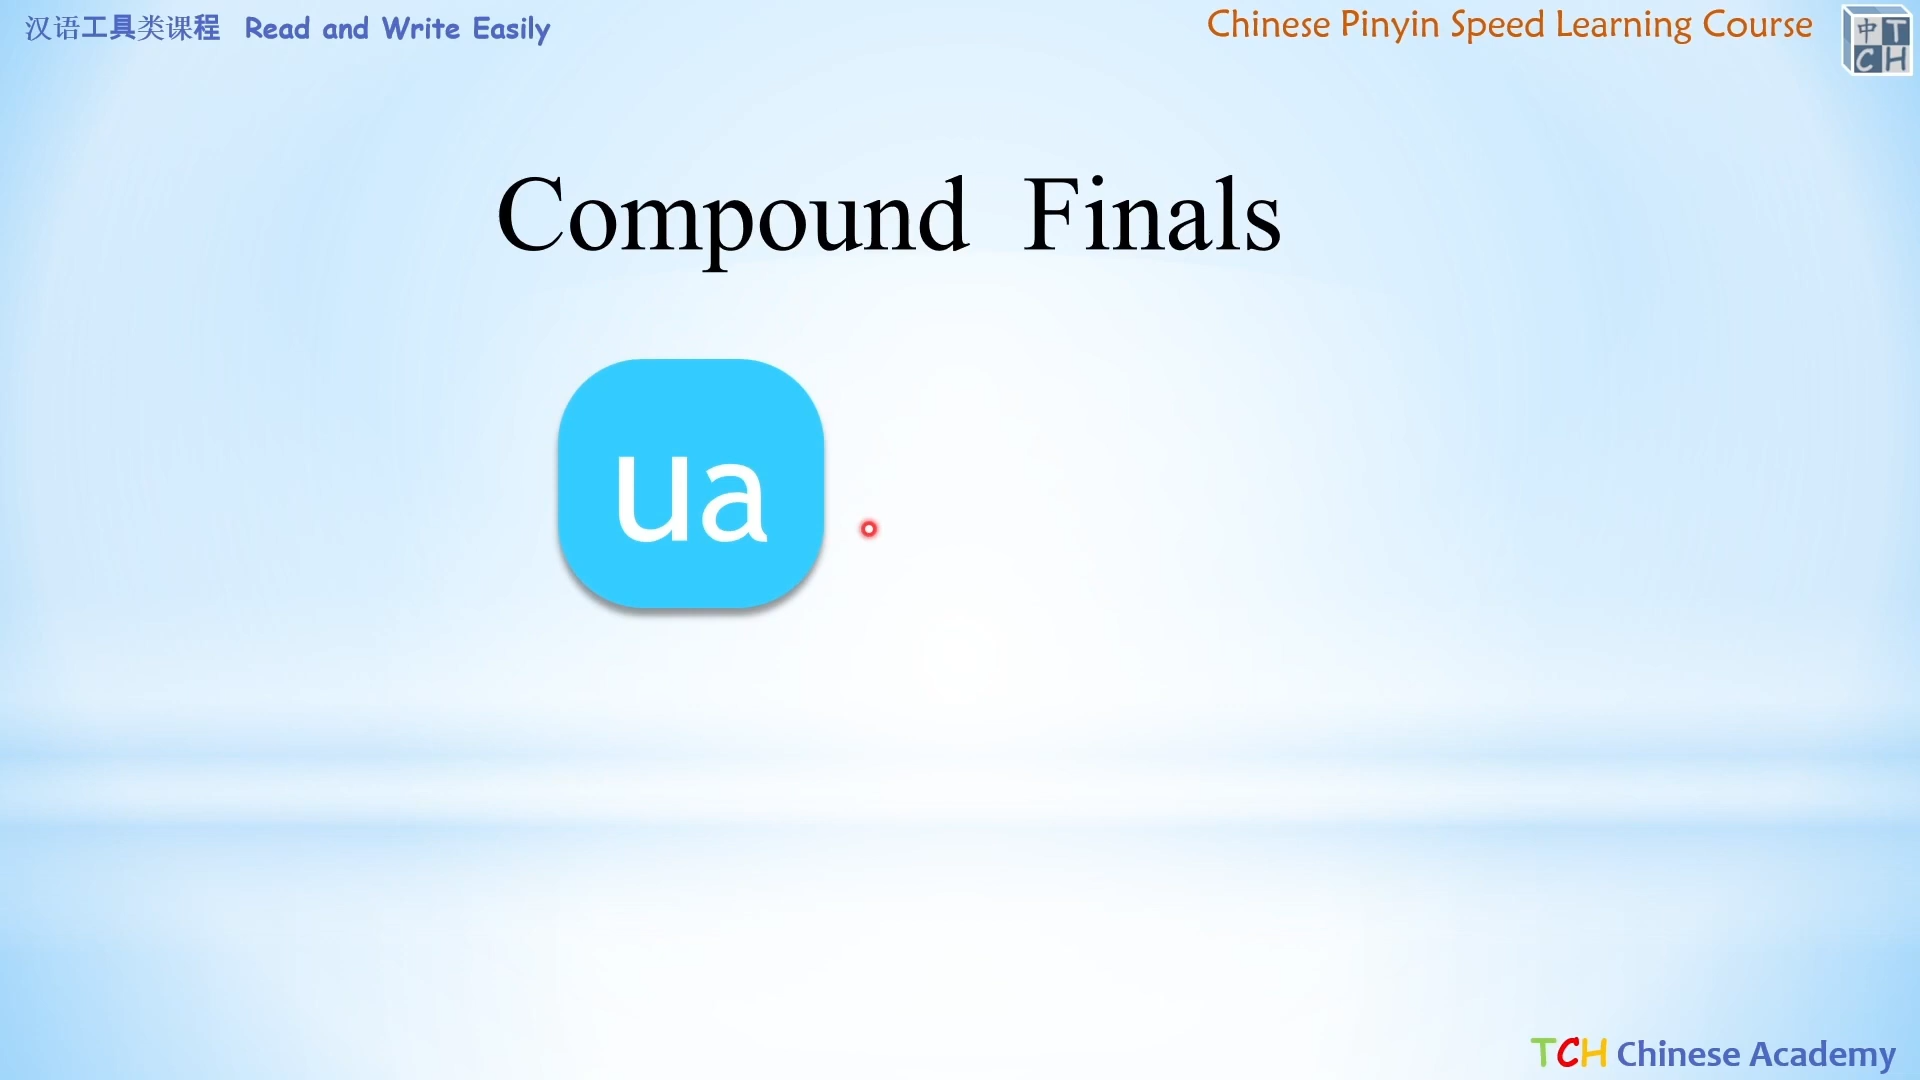 汉语工具类课程 Read and Write Easily
Chinese Pinyin Speed Learning Course
中T
CH
Compound Finals
ua
TCH Chinese Academy